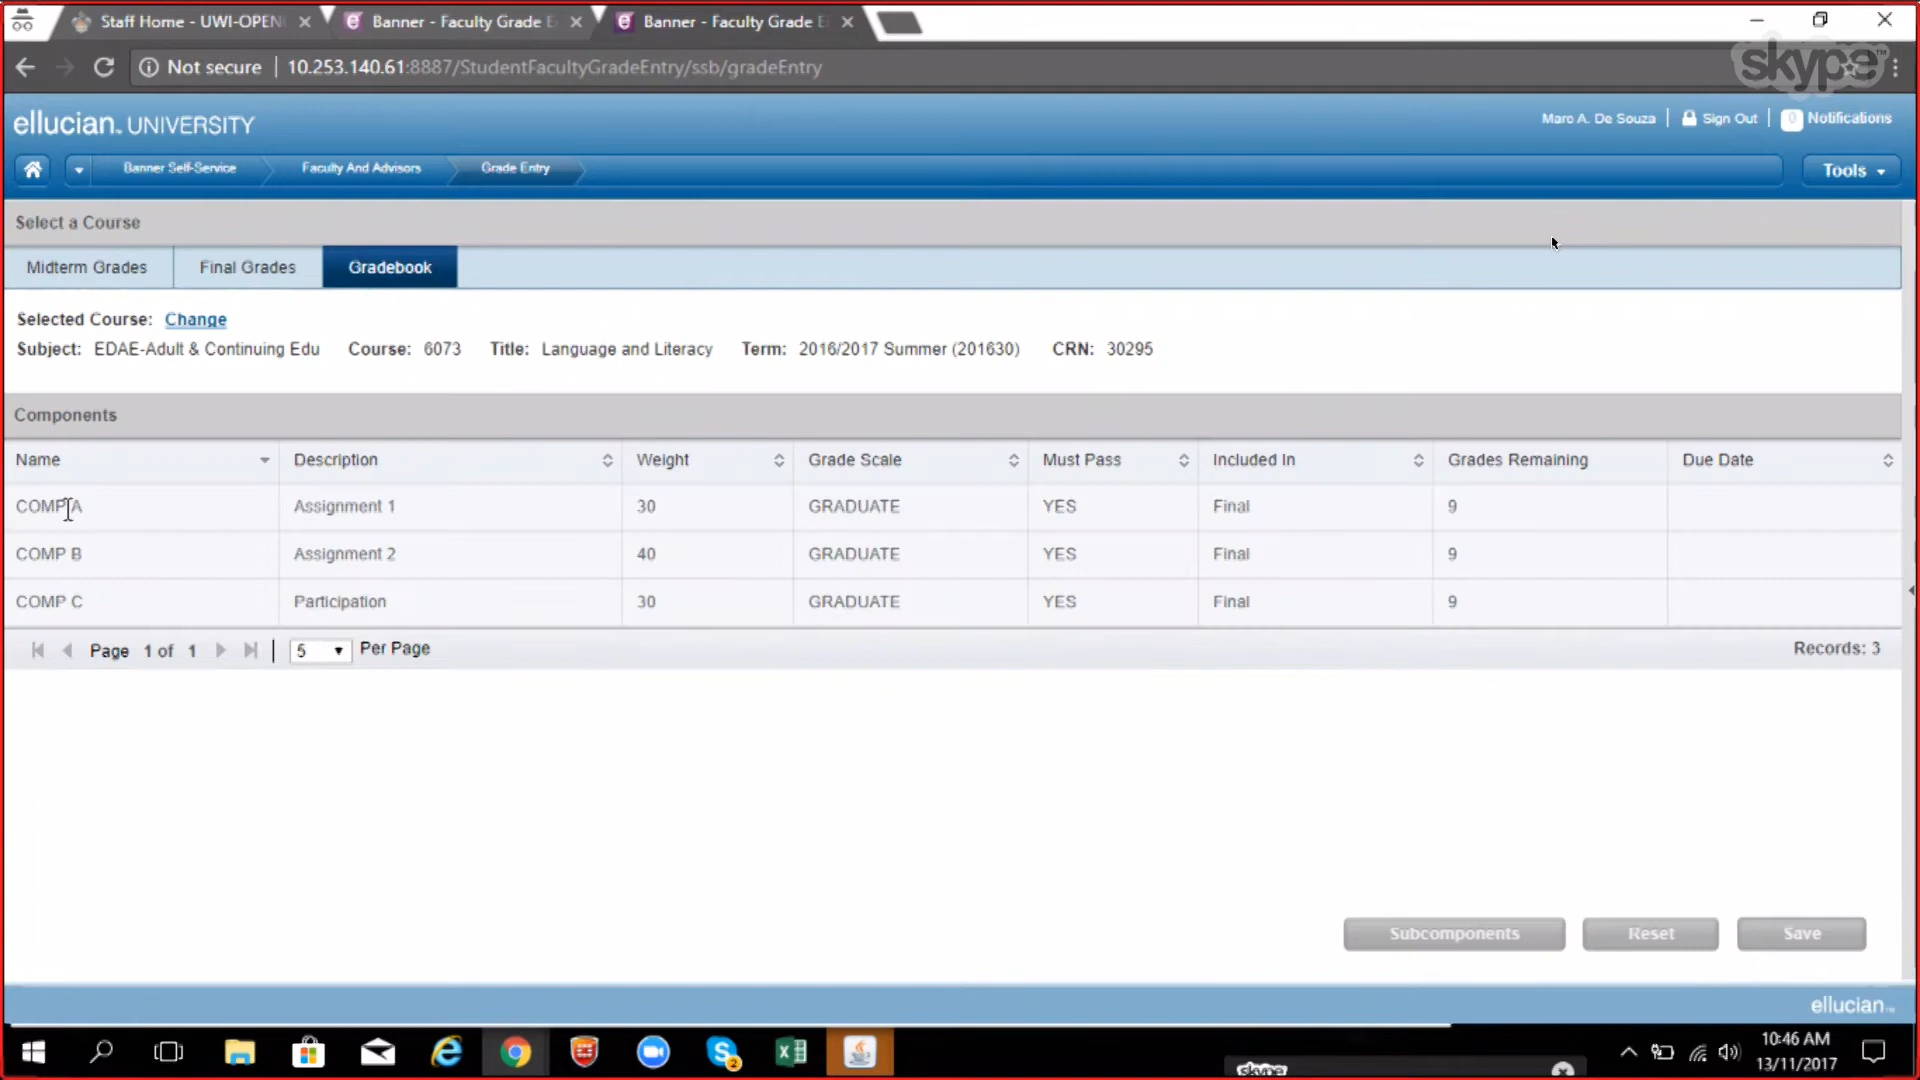 Staff Home - UWI-OPEN
Banner - Faculty Grade E
Banner - Faculty Grade E
Not secure | 10.253.140.61:8887/StudentFacultyGradeEntry/ssb/gradeEntry
skype™
ellucian. UNIVERSITY
Marc A. De Souza | Sign Out | 0 Notifications
Banner Self-Service Faculty And Advisors Grade Entry Tools
Select a Course
Midterm Grades Final Grades Gradebook
Selected Course: Change
Subject: EDAE-Adult & Continuing Edu Course: 6073 Title: Language and Literacy Term: 2016/2017 Summer (201630) CRN: 30295
Components
Name Description Weight Grade Scale Must Pass Included In Grades Remaining Due Date
COMP A Assignment 1 30 GRADUATE YES Final 9
COMP B Assignment 2 40 GRADUATE YES Final 9
COMP C Participation 30 GRADUATE YES Final 9
Page 1 of 1 | 5 Per Page Records: 3
Subcomponents Reset Save
ellucian
2
skype
10:46 AM
13/11/2017